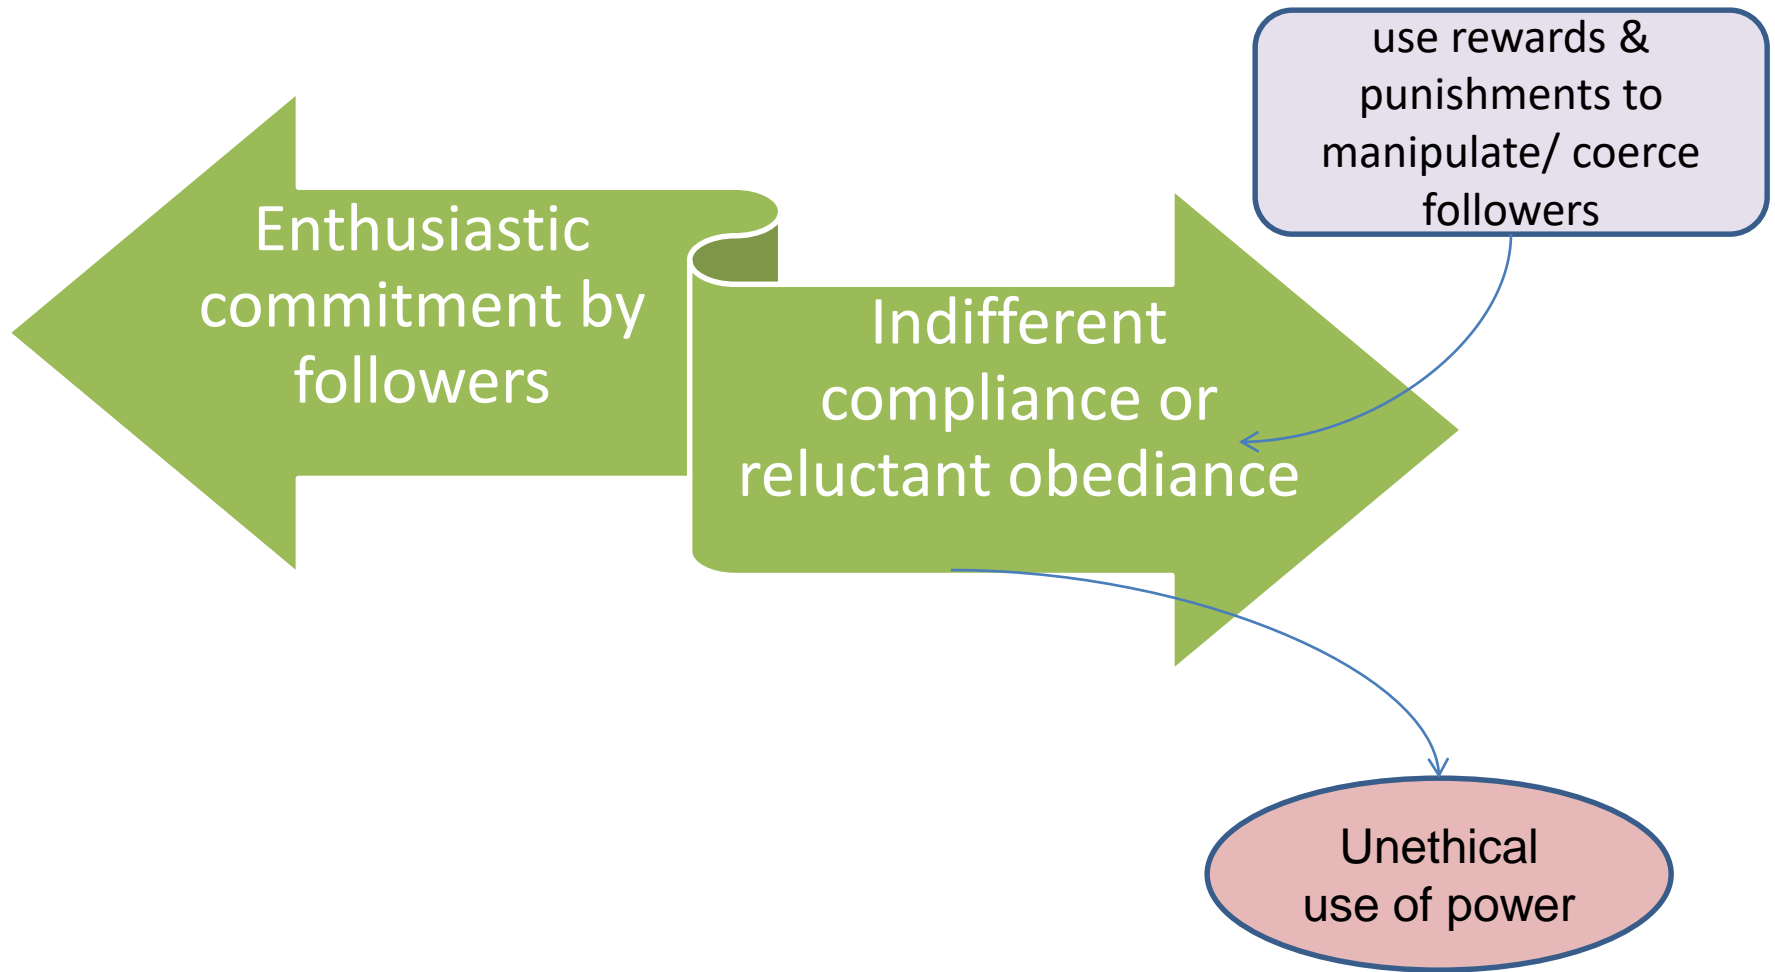 use rewards &
punishments to
manipulate/ coerce
followers
Enthusiastic
commitment by
followers
Indifferent
compliance or
reluctant obediance
Unethical
use of power